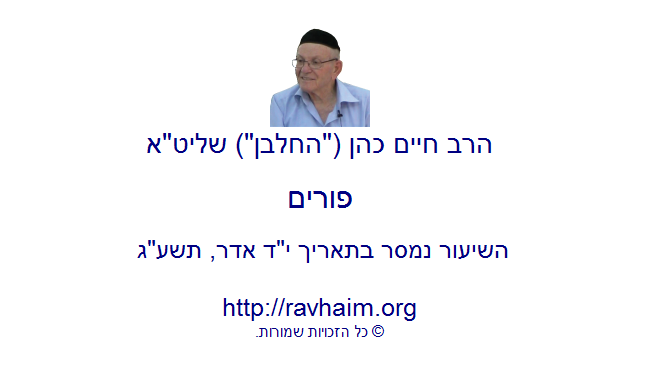 הרב חיים כהן ("החלבן") שליט"א
פורים
השיעור נמסר בתאריך י"ד אדר, תשע"ג
http://ravhaim.org
© כל הזכויות שמורות.